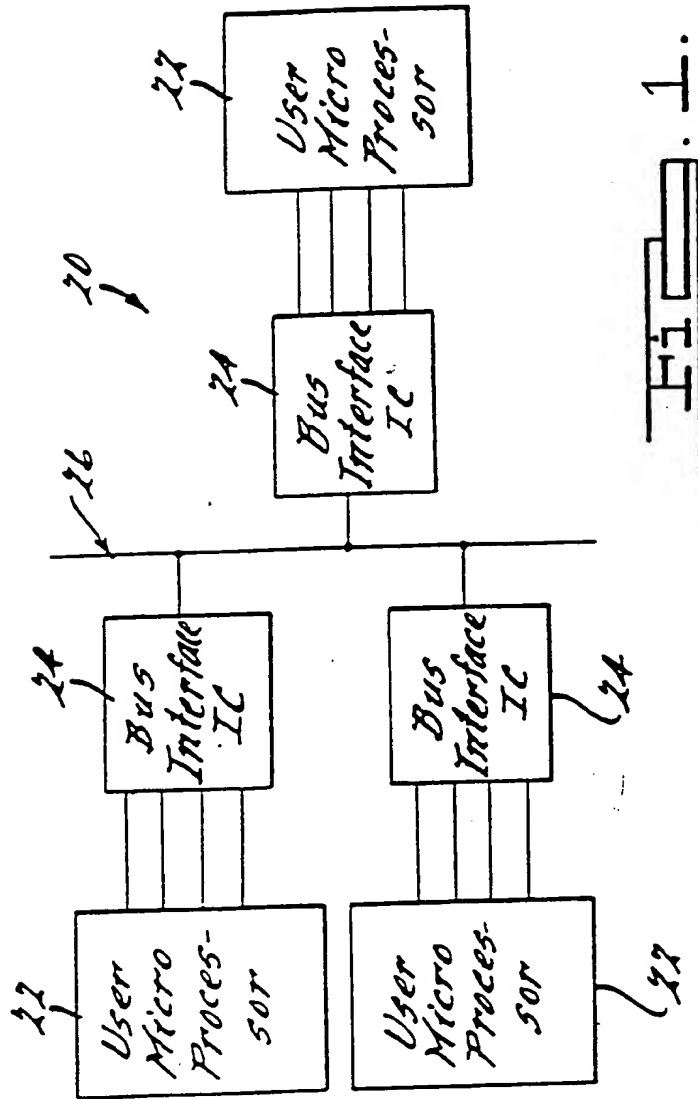 20
22
User
Micro
Proces-
sor
24
Bus
Interface
IC
26
User
Micro
Proces-
sor
22
Bus
Interface
IC
24
24
Bus
Interface
IC
22
User
Micro
Proces-
sor
Fig. 1.